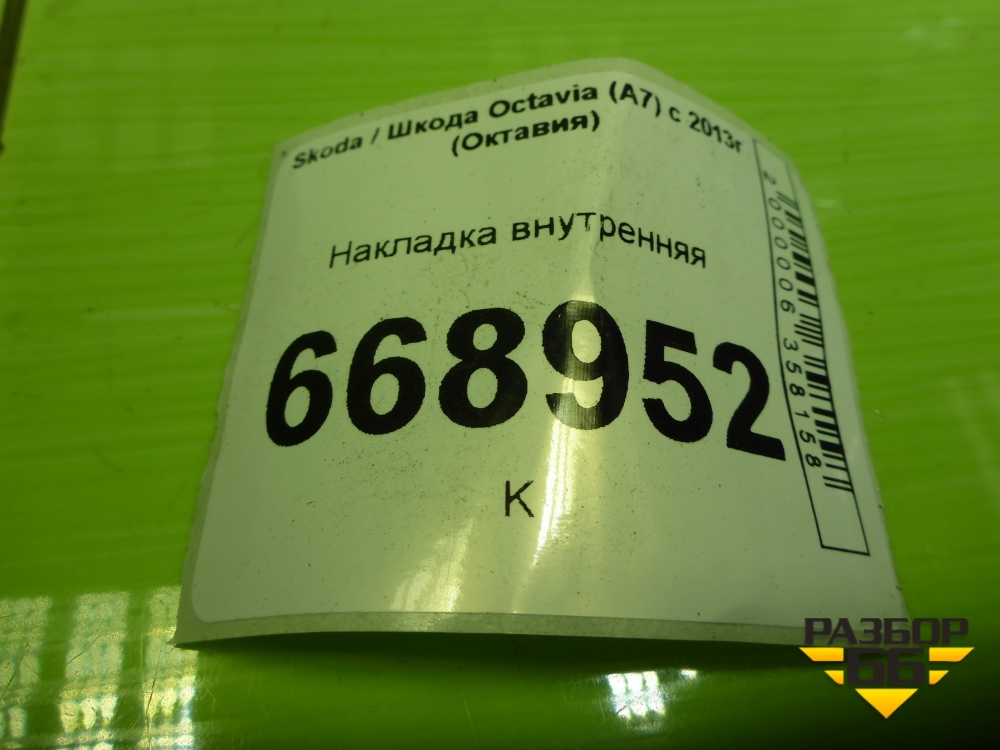 Skoda / Шкода Octavia (A7) с 2013г
(Октавия)
Накладка внутренняя
668952
К
2000006358158
РАЗБОР
66